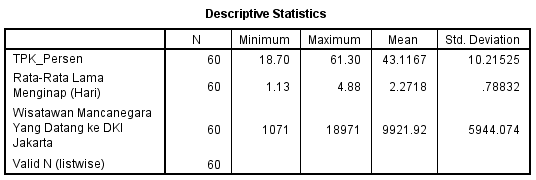 Descriptive Statistics
N Minimum Maximum Mean Std. Deviation
TPK_Persen 60 18.70 61.30 43.1167 10.21525
Rata-Rata Lama
Menginap (Hari) 60 1.13 4.88 2.2718 .78832
Wisatawan Mancanegara
Yang Datang ke DKI
Jakarta 60 1071 18971 9921.92 5944.074
Valid N (listwise) 60